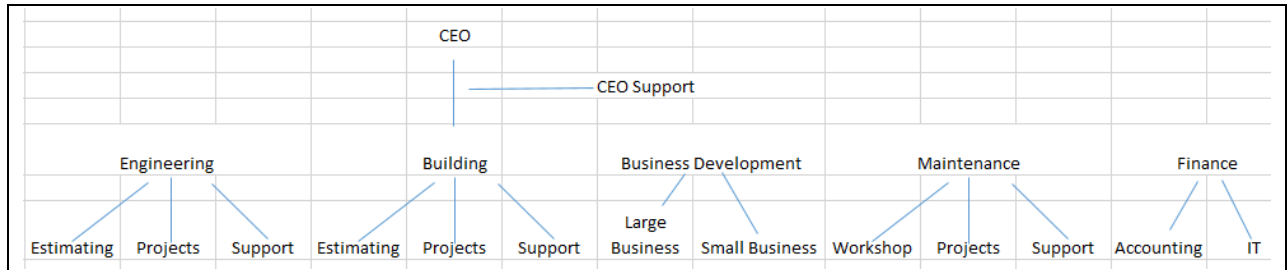 CEO
CEO Support
Engineering Building Business Development Maintenance Finance
Large
Estimating Projects Support Estimating Projects Support Business Small Business Workshop Projects Support Accounting IT